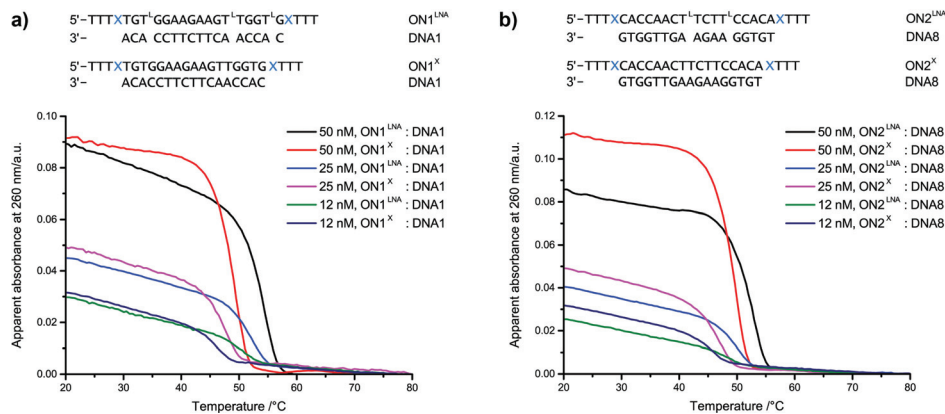 a)
5'- TTTXTGT^LGGAAGAAGT^LTGGT^LGXTTT ON1^LNA
3'- ACA CCTTCTTCA ACCAC C DNA1
5'- TTTXTGTGGAAGAAGTTGGTGXTTT ON1^X
3'- ACACCTTCTTCAACCAC DNA1
Apparent absorbance at 260 nm/a.u.
0.10
0.08
0.06
0.04
0.02
0.00
50 nM, ON1^LNA : DNA1
50 nM, ON1^X : DNA1
25 nM, ON1^LNA : DNA1
25 nM, ON1^X : DNA1
12 nM, ON1^LNA : DNA1
12 nM, ON1^X : DNA1
20 30 40 50 60 70 80
Temperature /°C
b)
5'- TTTXCACCAACT^LTCTT^LCCACAXTTT ON2^LNA
3'- GTGGTTGA AGAA GGTGT DNA8
5'- TTTXCACCAACTTCTTCCACAXTTT ON2^X
3'- GTGGTTGAAGAAGGTGT DNA8
Apparent absorbance at 260 nm/a.u.
0.12
0.10
0.08
0.06
0.04
0.02
0.00
50 nM, ON2^LNA : DNA8
50 nM, ON2^X : DNA8
25 nM, ON2^LNA : DNA8
25 nM, ON2^X : DNA8
12 nM, ON2^LNA : DNA8
12 nM, ON2^X : DNA8
20 30 40 50 60 70 80
Temperature /°C